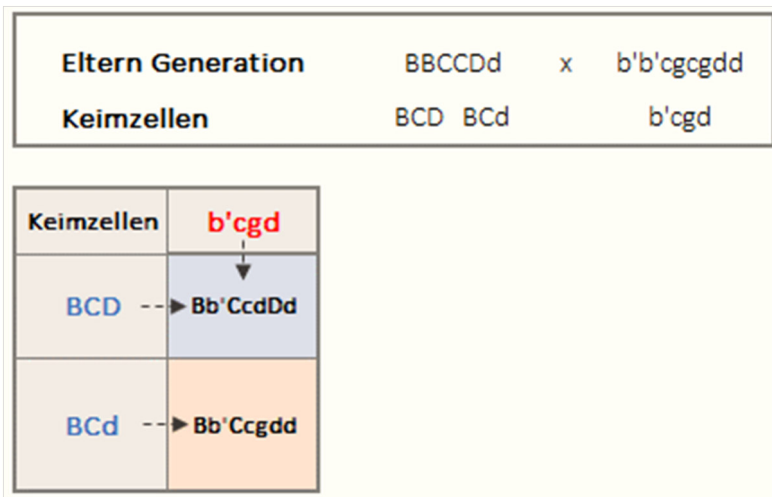 Eltern Generation BBCCDd x b'b'cgcgdd
Keimzellen BCD BCd b'cgd
Keimzellen b'cgd
BCD Bb'CcdDd
BCd Bb'Ccgdd